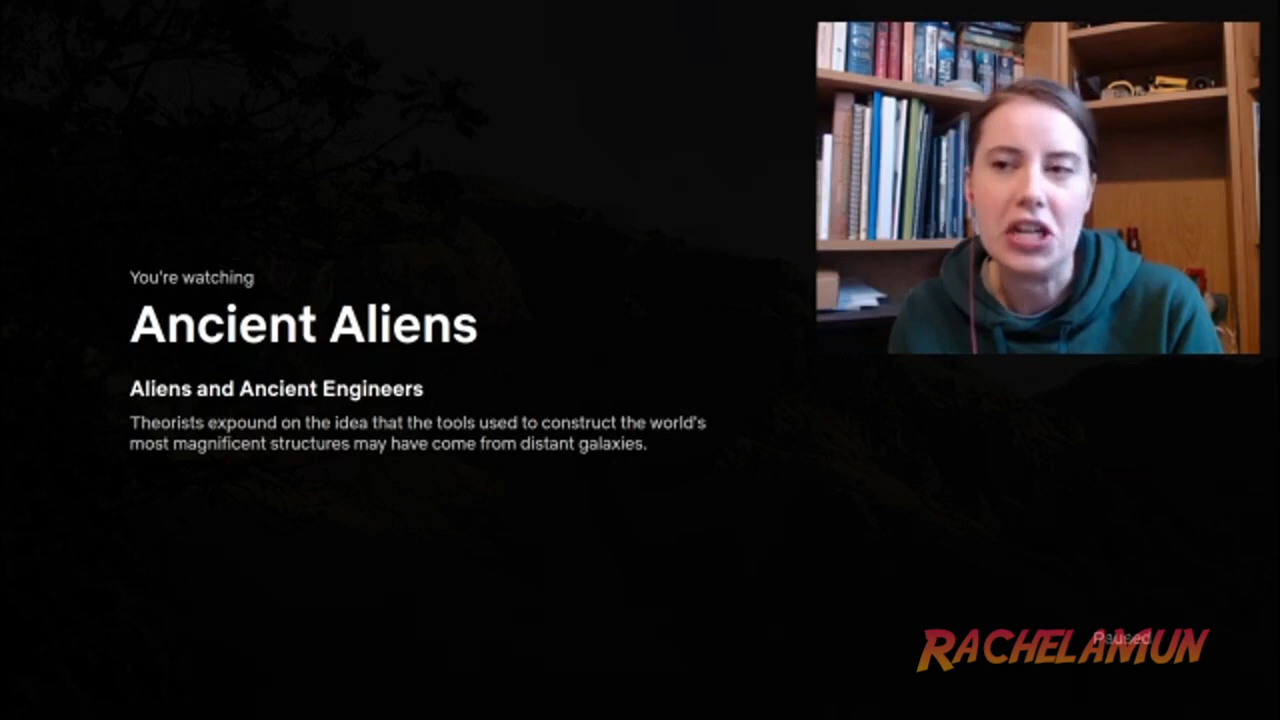 You're watching
Ancient Aliens
Aliens and Ancient Engineers
Theorists expound on the idea that the tools used to construct the world's
most magnificent structures may have come from distant galaxies.
Paused
RACHELAMUN